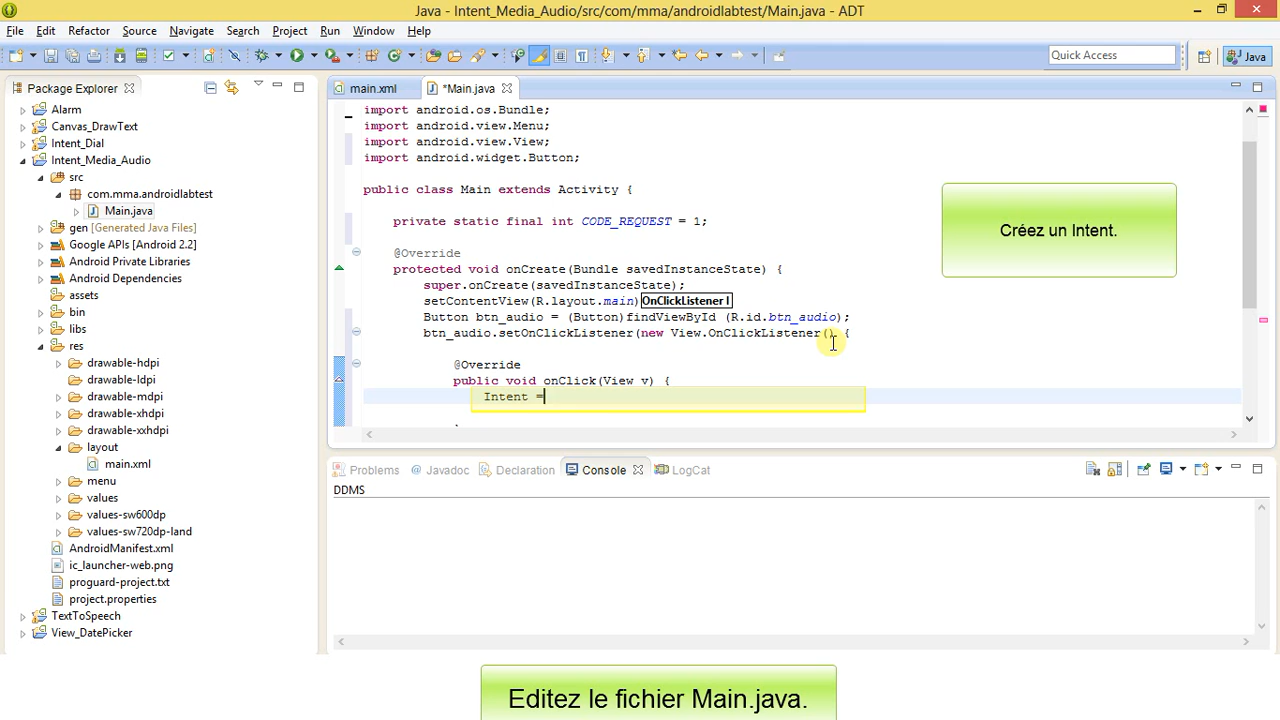 Java - Intent_Media_Audio/src/com/mma/androidlabtest/Main.java - ADT
File Edit Refactor Source Navigate Search Project Run Window Help
Quick Access
Java
Package Explorer
Alarm
Canvas_DrawText
Intent_Dial
Intent_Media_Audio
src
com.mma.androidlabtest
Main.java
gen [Generated Java Files]
Google APIs [Android 2.2]
Android Private Libraries
Android Dependencies
assets
bin
libs
res
drawable-hdpi
drawable-ldpi
drawable-mdpi
drawable-xhdpi
drawable-xxhdpi
layout
main.xml
menu
values
values-sw600dp
values-sw720dp-land
AndroidManifest.xml
ic_launcher-web.png
proguard-project.txt
project.properties
TextToSpeech
View_DatePicker
main.xml *Main.java
import android.os.Bundle;
import android.view.Menu;
import android.view.View;
import android.widget.Button;
public class Main extends Activity {
private static final int CODE_REQUEST = 1;
@Override
protected void onCreate(Bundle savedInstanceState) {
super.onCreate(savedInstanceState);
setContentView(R.layout.main) OnClickListener l
Button btn_audio = (Button)findViewById (R.id.btn_audio);
btn_audio.setOnClickListener(new View.OnClickListener() {
@Override
public void onClick(View v) {
Intent =
Créez un Intent.
Problems @ Javadoc Declaration Console LogCat
DDMS
Editez le fichier Main.java.